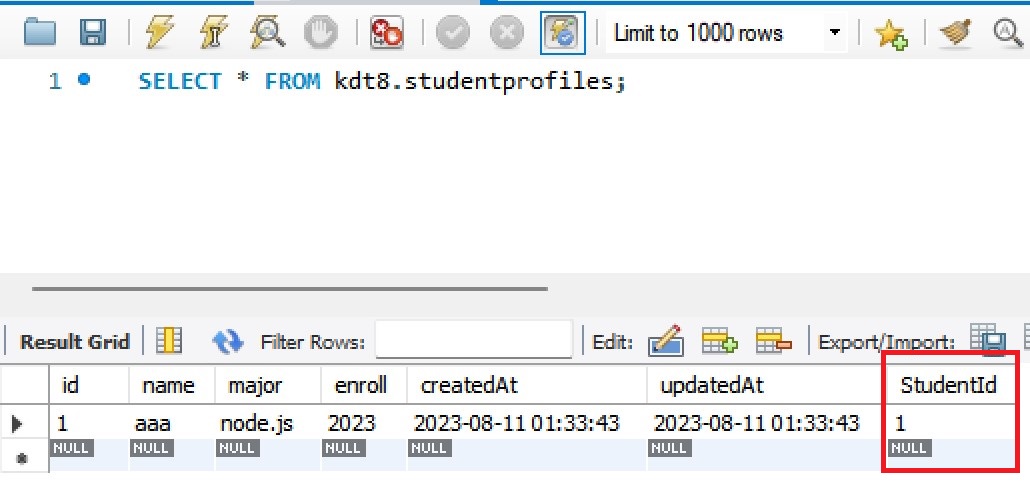 Limit to 1000 rows
1 SELECT * FROM kdt8.studentprofiles;
Result Grid Filter Rows: Edit: Export/Import:
id name major enroll createdAt updatedAt StudentId
1 aaa node.js 2023 2023-08-11 01:33:43 2023-08-11 01:33:43 1
NULL NULL NULL NULL NULL NULL NULL